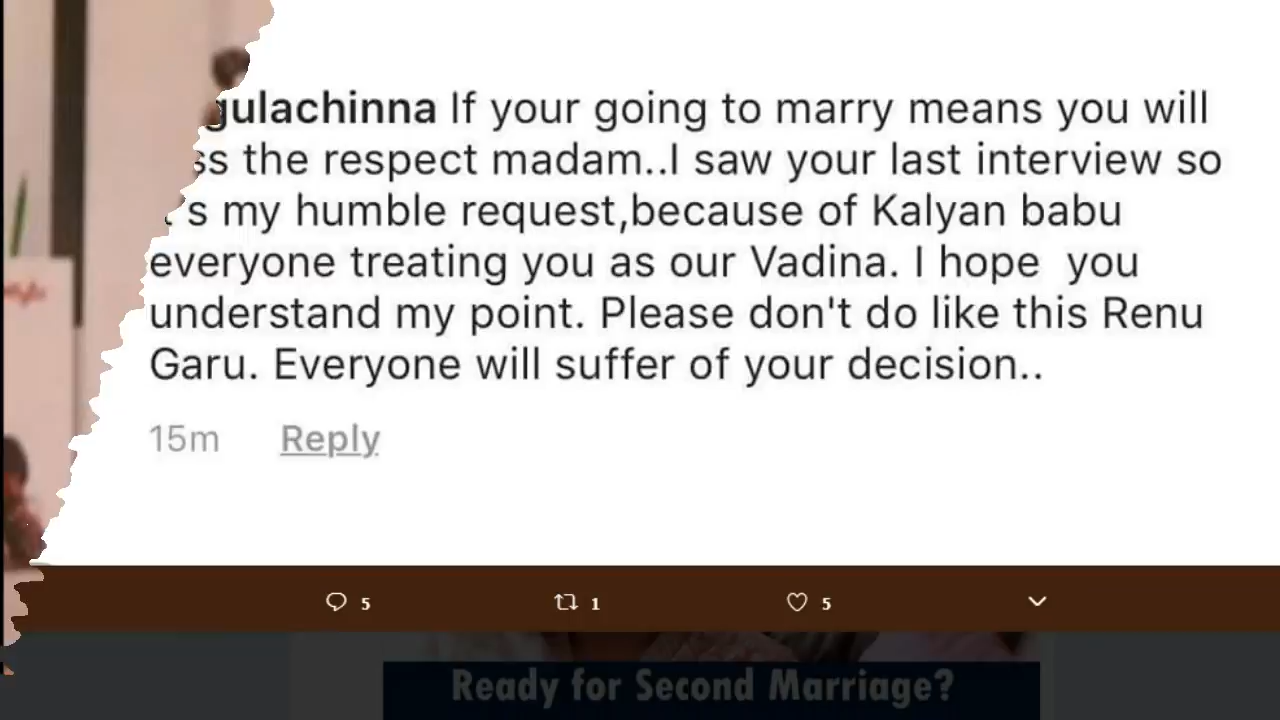 gulachinna If your going to marry means you will
the respect madam..I saw your last interview so
my humble request,because of Kalyan babu
everyone treating you as our Vadina. I hope you
understand my point. Please don't do like this Renu
Garu. Everyone will suffer of your decision..
15m Reply
5 1 5
Ready for Second Marriage?